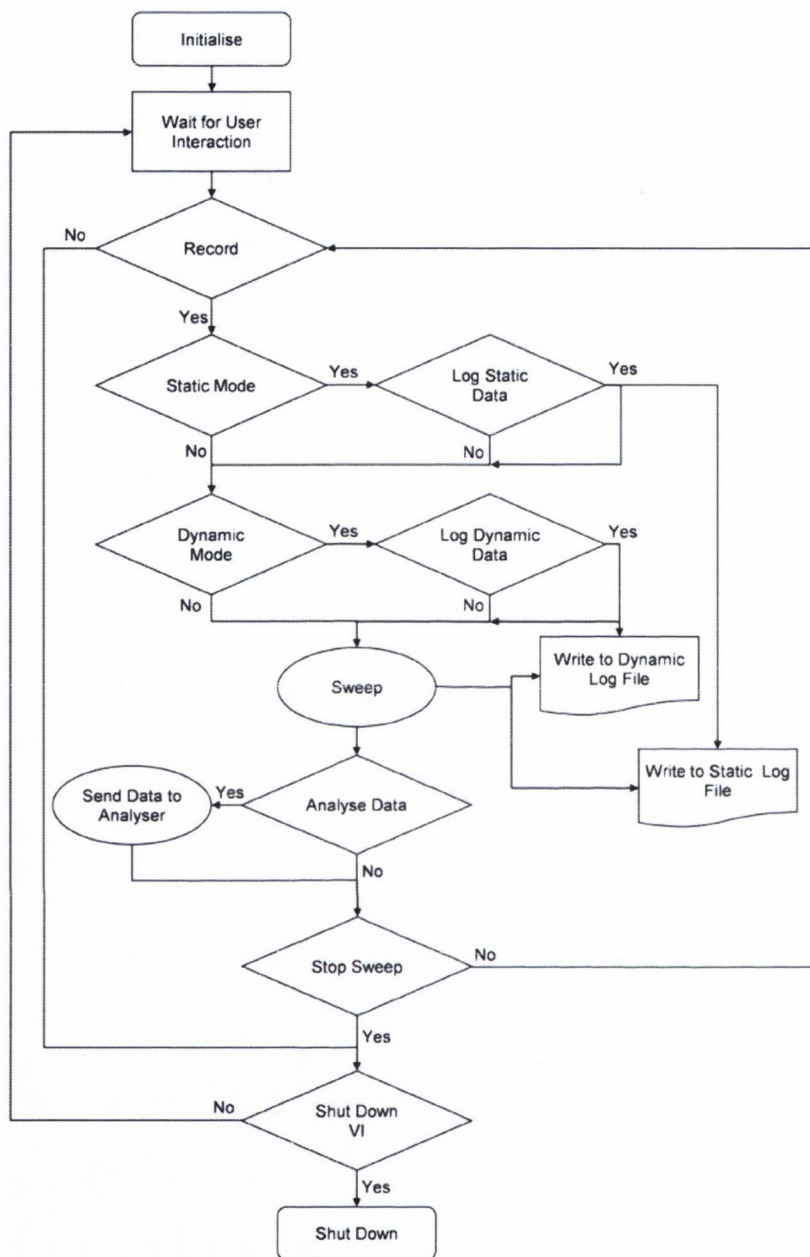 Initialise
Wait for User
Interaction
No
Record
Yes
Static Mode
Yes
Log Static
Data
Yes
No
No
Dynamic
Mode
Yes
Log Dynamic
Data
Yes
No
No
Sweep
Write to Dynamic
Log File
Send Data to
Analyser
Yes
Analyse Data
Write to Static Log
File
No
Stop Sweep
No
Yes
No
Shut Down
VI
Yes
Shut Down